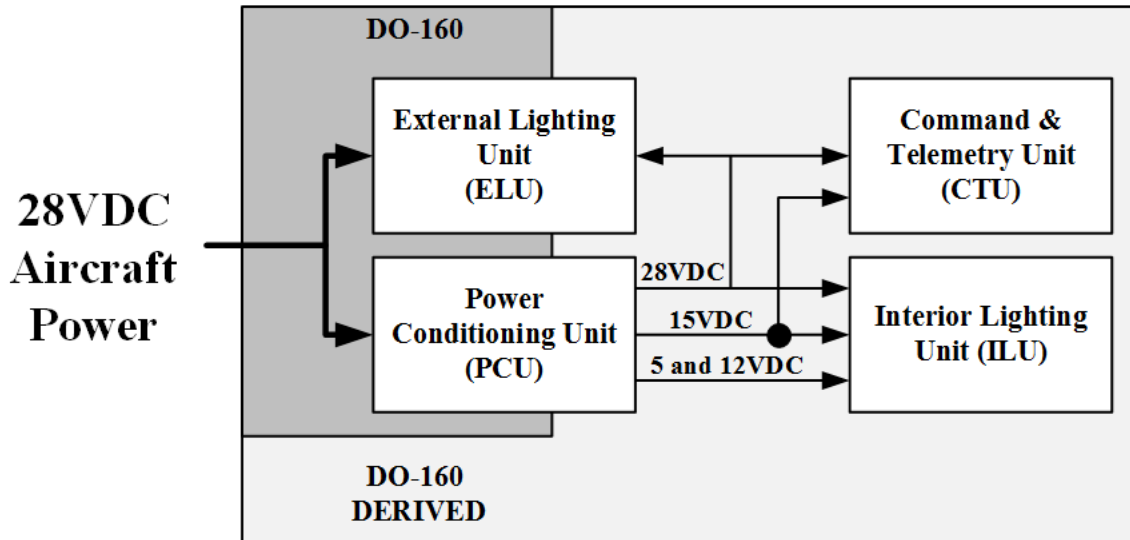 DO-160
External Lighting
Unit
(ELU)
Command &
Telemetry Unit
(CTU)
28VDC
Aircraft
Power
Power
Conditioning Unit
(PCU)
28VDC
15VDC
5 and 12VDC
Interior Lighting
Unit (ILU)
DO-160
DERIVED